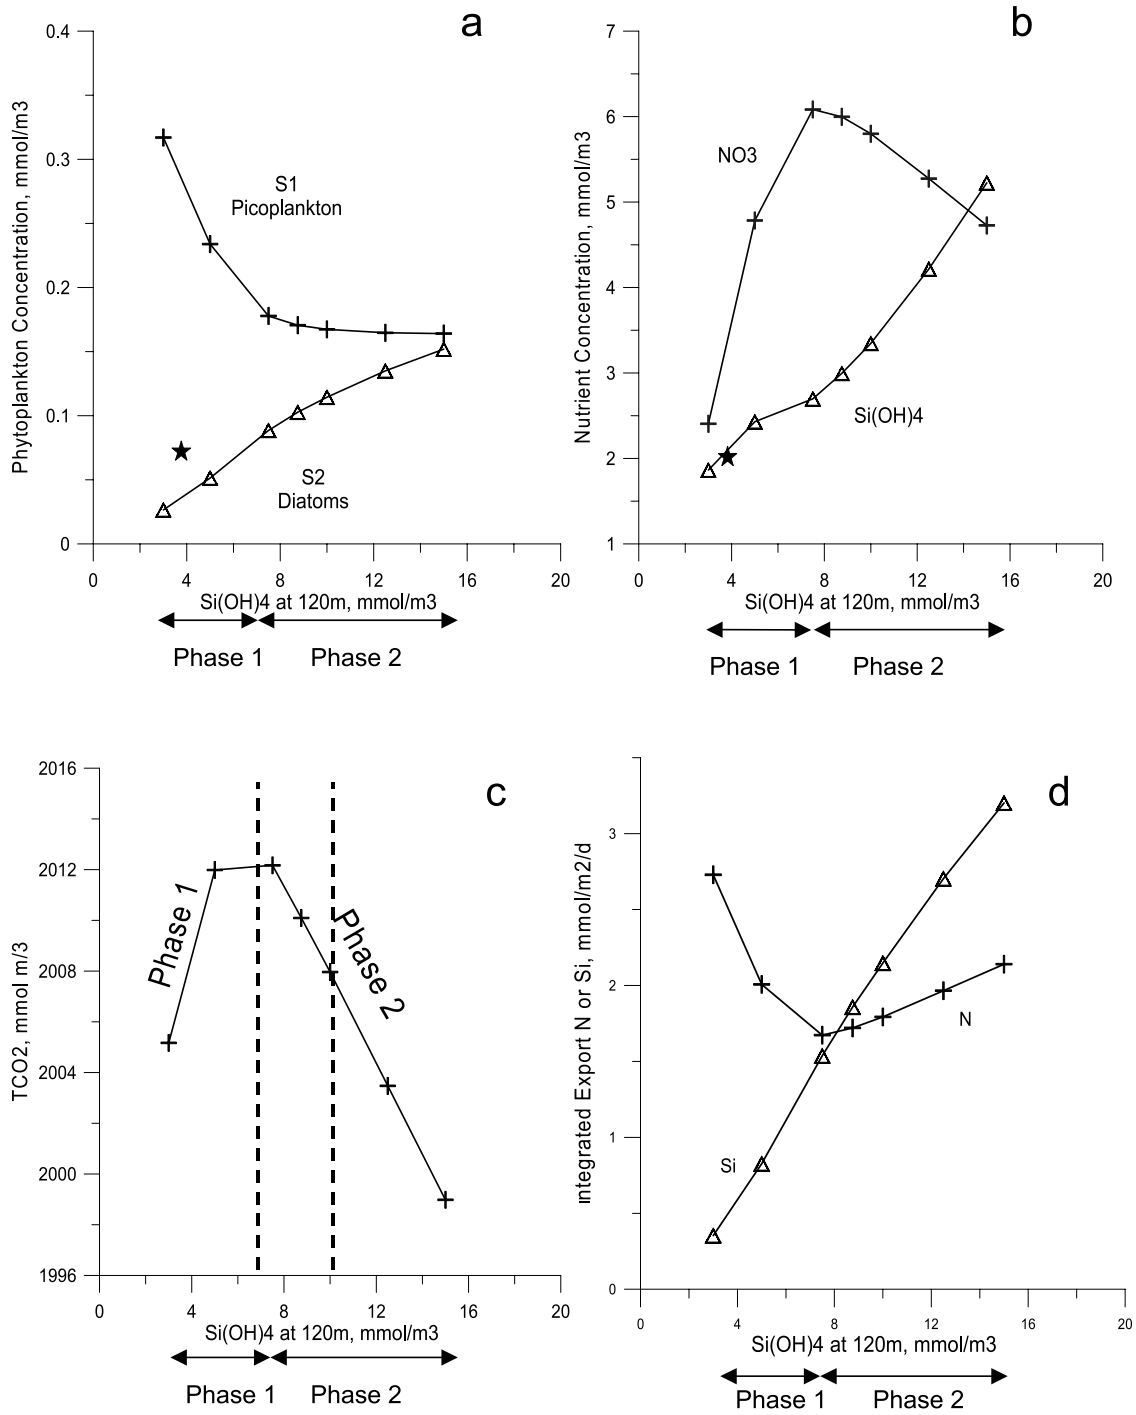 a
0.4
0.3
0.2
0.1
0
Phytoplankton Concentration, mmol/m3
S1
Picoplankton
S2
Diatoms
0 4 8 12 16 20
Si(OH)4 at 120m, mmol/m3
Phase 1 Phase 2
b
7
6
5
4
3
2
1
Nutrient Concentration, mmol/m3
NO3
Si(OH)4
0 4 8 12 16 20
Si(OH)4 at 120m, mmol/m3
Phase 1 Phase 2
c
2016
2012
2008
2004
2000
1996
TCO2, mmol m/3
Phase 1
Phase 2
0 4 8 12 16 20
Si(OH)4 at 120m, mmol/m3
Phase 1 Phase 2
d
3
2
1
0
Integrated Export N or Si, mmol/m2/d
N
Si
0 4 8 12 16 20
Si(OH)4 at 120m, mmol/m3
Phase 1 Phase 2